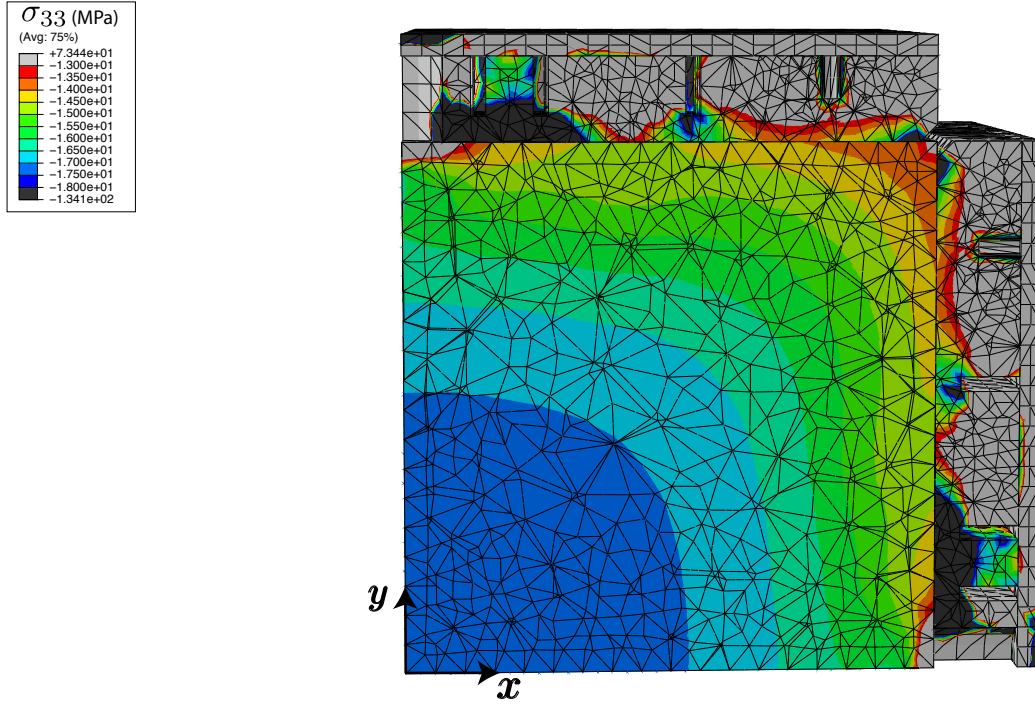 σ33 (MPa)
(Avg: 75%)
+7.344e+01
−1.300e+01
−1.350e+01
−1.400e+01
−1.450e+01
−1.500e+01
−1.550e+01
−1.600e+01
−1.650e+01
−1.700e+01
−1.750e+01
−1.800e+01
−1.341e+02
y
x